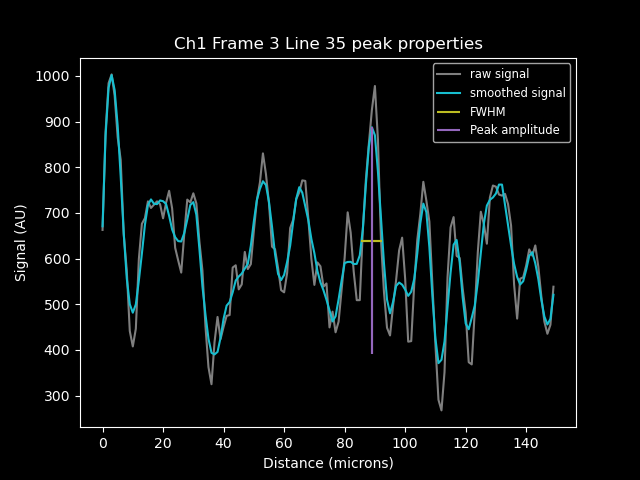 Ch1 Frame 3 Line 35 peak properties
raw signal
smoothed signal
FWHM
Peak amplitude
1000
900
800
700
600
500
400
300
Signal (AU)
0 20 40 60 80 100 120 140
Distance (microns)